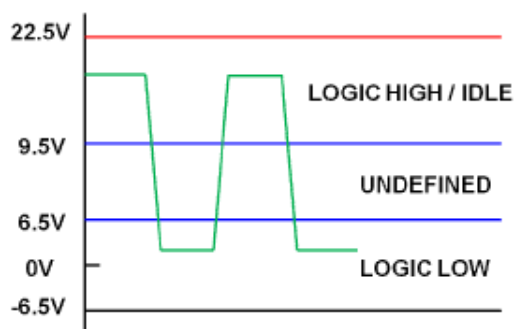 22.5V
LOGIC HIGH / IDLE
9.5V
UNDEFINED
6.5V
0V
LOGIC LOW
-6.5V